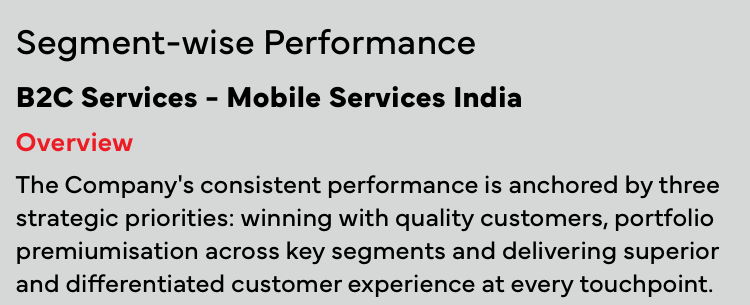 Segment-wise Performance
B2C Services - Mobile Services India
Overview
The Company's consistent performance is anchored by three
strategic priorities: winning with quality customers, portfolio
premiumisation across key segments and delivering superior
and differentiated customer experience at every touchpoint.